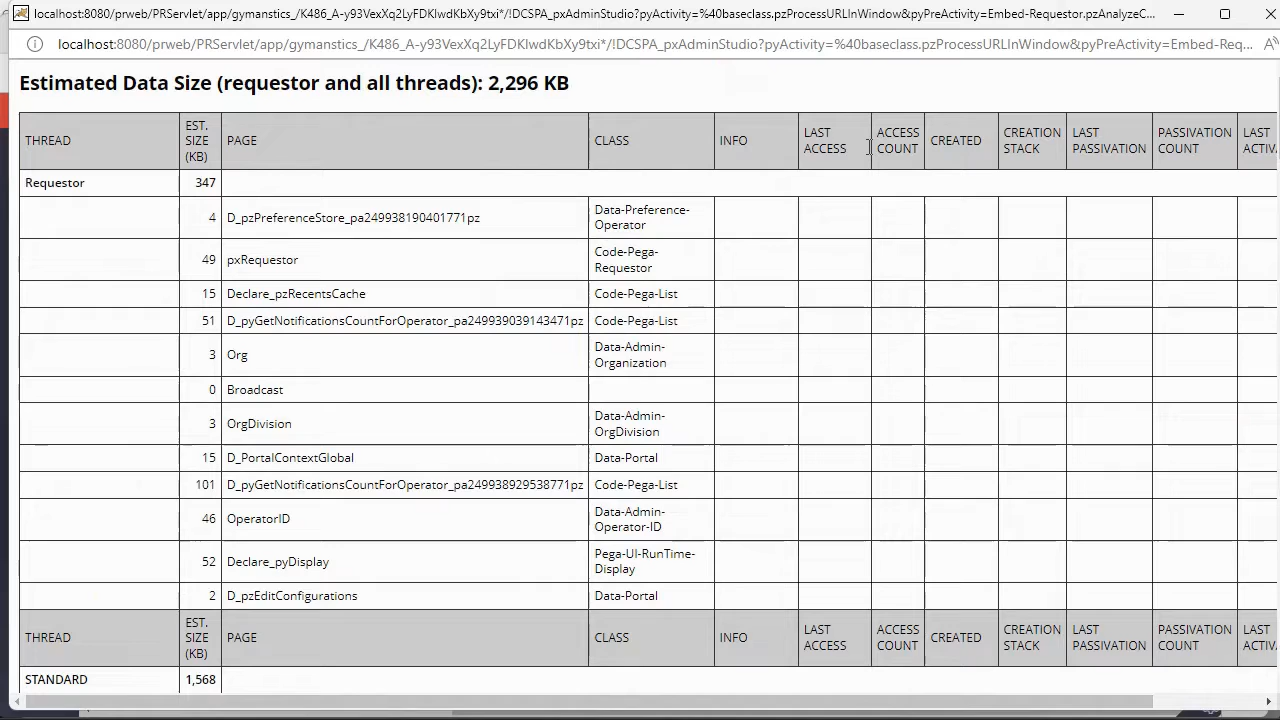 localhost:8080/prweb/PRServlet/app/gymanstics_/K486_A-y93VexXq2LyFDKlwdKbXy9txi*/!DCSPA_pxAdminStudio?pyActivity=%40baseclass.pzProcessURLInWindow&pyPreActivity=Embed-Requestor.pzAnalyzeC...
localhost:8080/prweb/PRServlet/app/gymanstics_/K486_A-y93VexXq2LyFDKlwdKbXy9txi*/!DCSPA_pxAdminStudio?pyActivity=%40baseclass.pzProcessURLInWindow&pyPreActivity=Embed-Req...
Estimated Data Size (requestor and all threads): 2,296 KB
THREAD EST. SIZE (KB) PAGE CLASS INFO LAST ACCESS ACCESS COUNT CREATED CREATION STACK LAST PASSIVATION PASSIVATION COUNT LAST ACTIVA
Requestor 347
4 D_pzPreferenceStore_pa249938190401771pz Data-Preference-Operator
49 pxRequestor Code-Pega-Requestor
15 Declare_pzRecentsCache Code-Pega-List
51 D_pyGetNotificationsCountForOperator_pa249939039143471pz Code-Pega-List
3 Org Data-Admin-Organization
0 Broadcast
3 OrgDivision Data-Admin-OrgDivision
15 D_PortalContextGlobal Data-Portal
101 D_pyGetNotificationsCountForOperator_pa249938929538771pz Code-Pega-List
46 OperatorID Data-Admin-Operator-ID
52 Declare_pyDisplay Pega-UI-RunTime-Display
2 D_pzEditConfigurations Data-Portal
THREAD EST. SIZE (KB) PAGE CLASS INFO LAST ACCESS ACCESS COUNT CREATED CREATION STACK LAST PASSIVATION PASSIVATION COUNT LAST ACTIVA
STANDARD 1,568